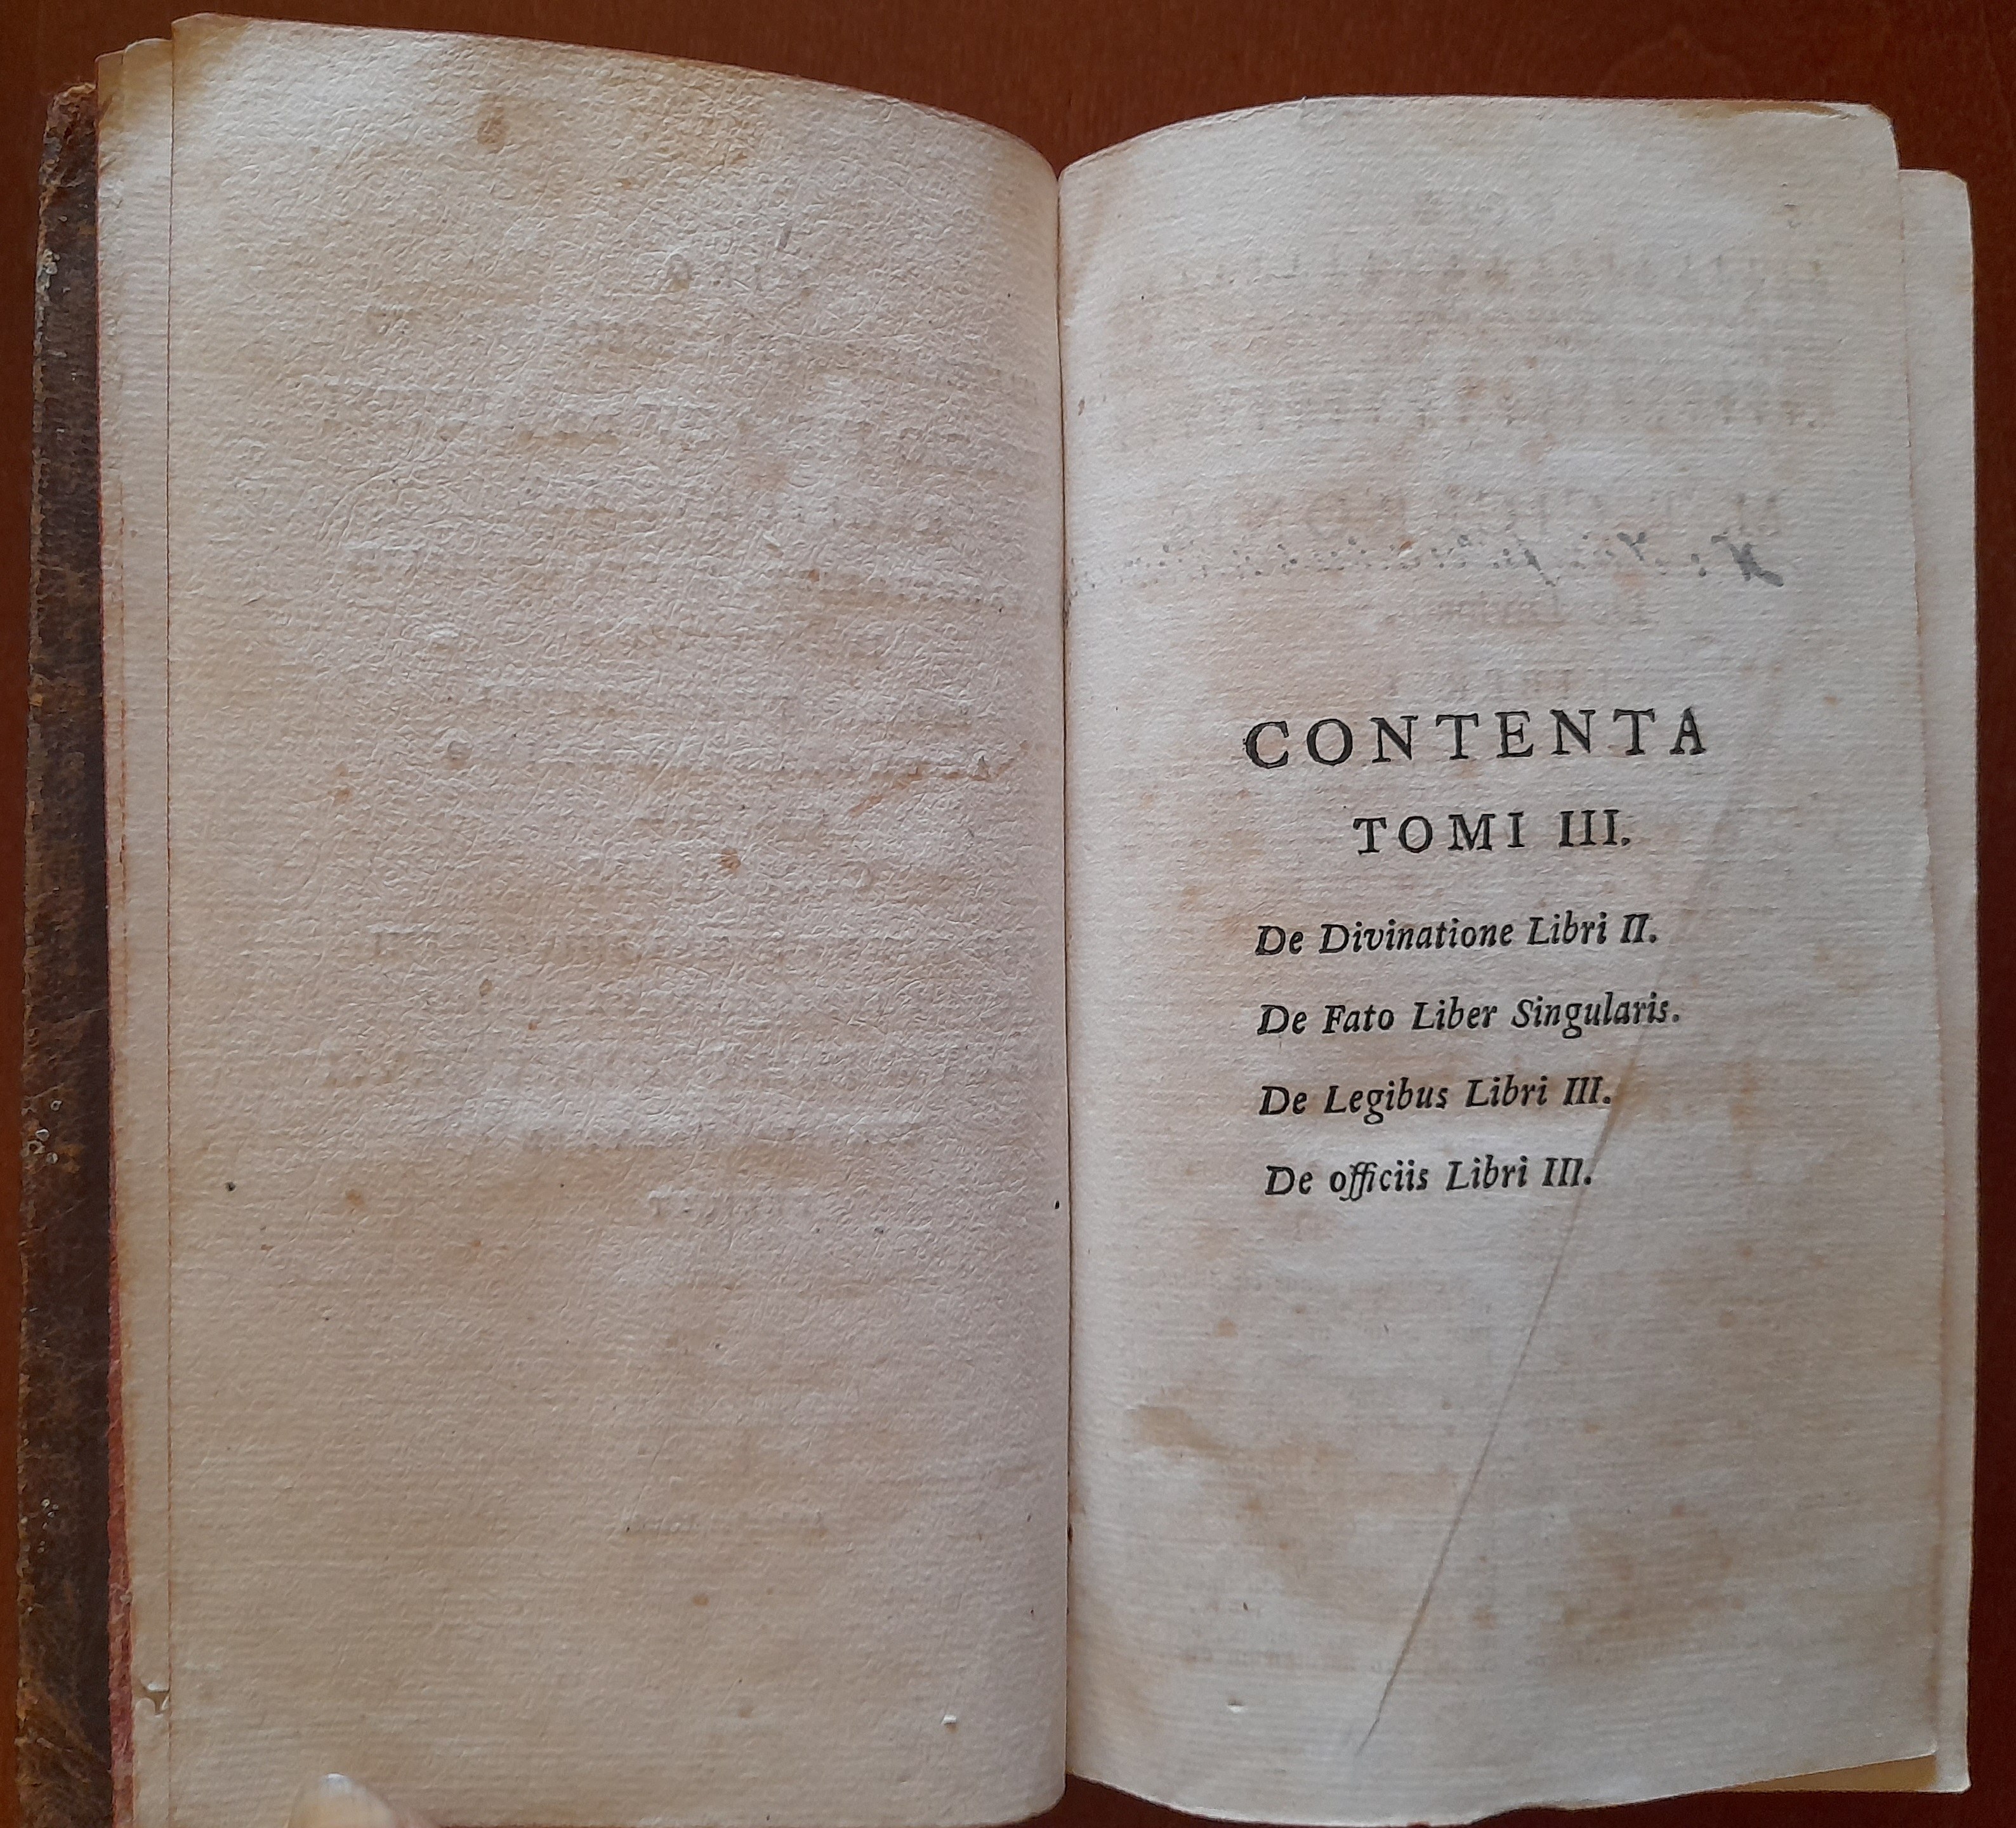 CONTENTA
TOMI III.
De Divinatione Libri II.
De Fato Liber Singularis.
De Legibus Libri III.
De officiis Libri III.